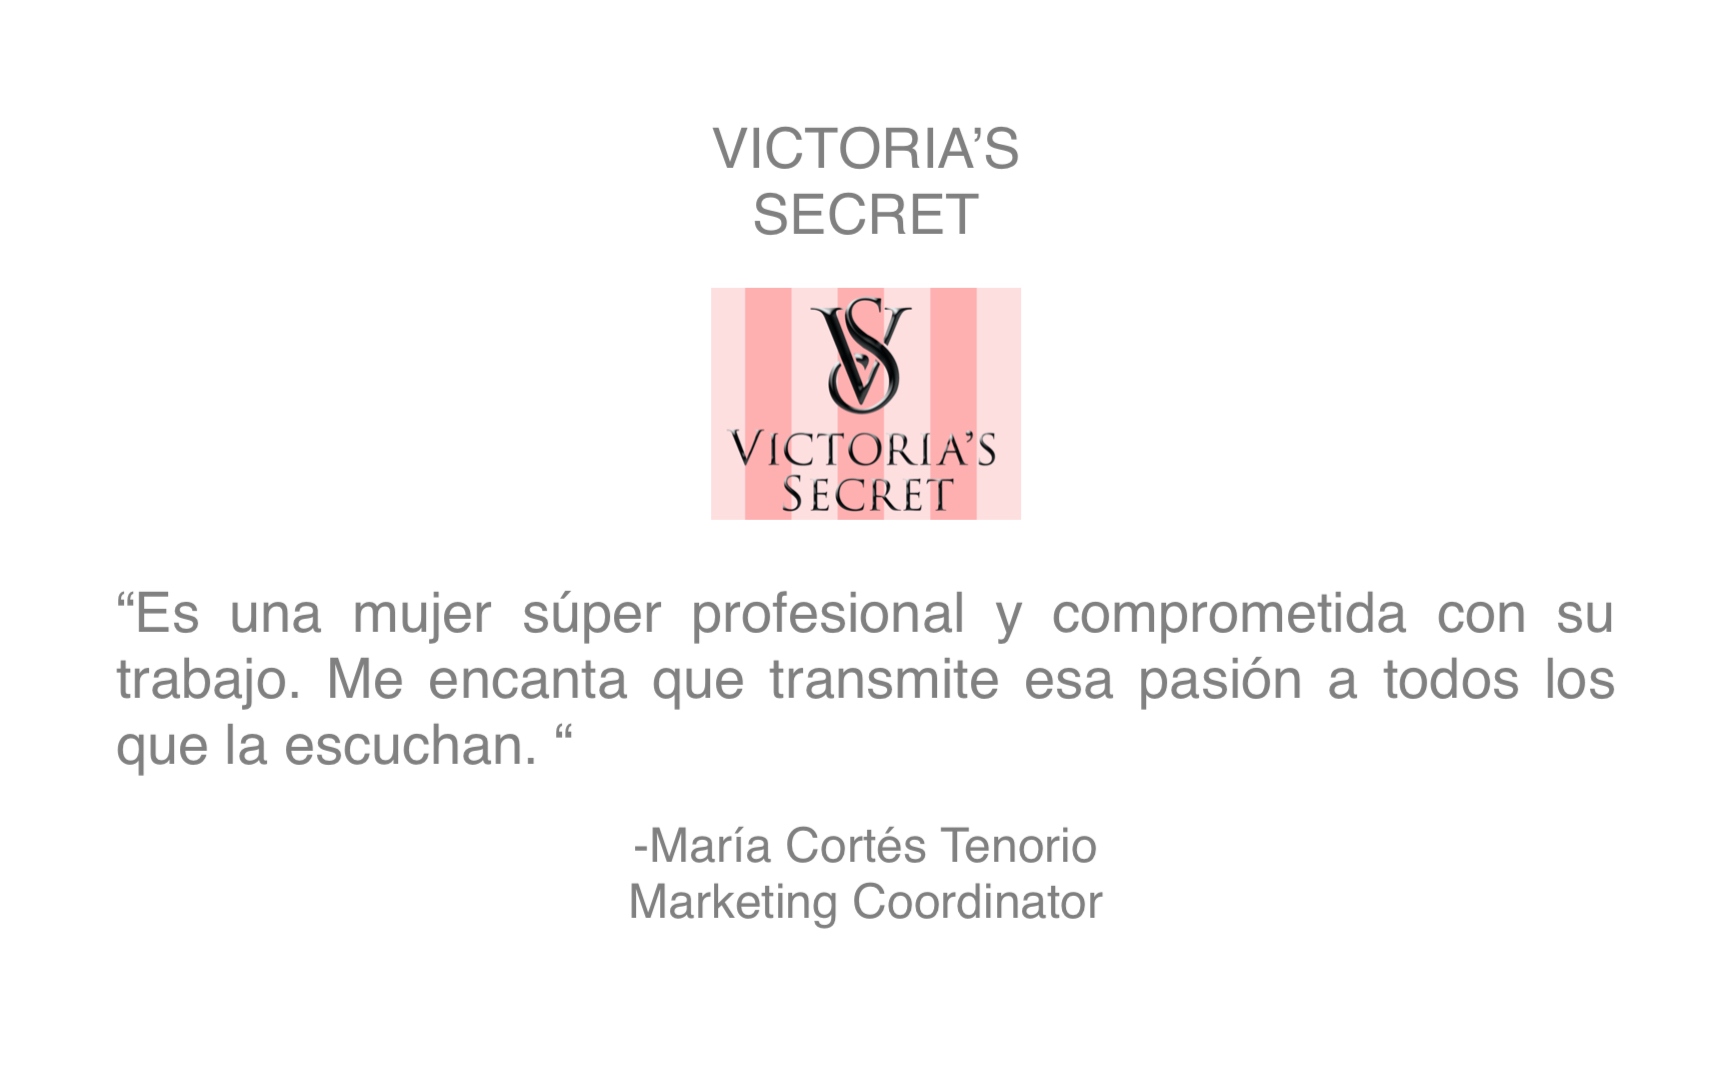 VICTORIA’S
SECRET
VS
VICTORIA’S
SECRET
“Es una mujer súper profesional y comprometida con su
trabajo. Me encanta que transmite esa pasión a todos los
que la escuchan. “
-María Cortés Tenorio
Marketing Coordinator